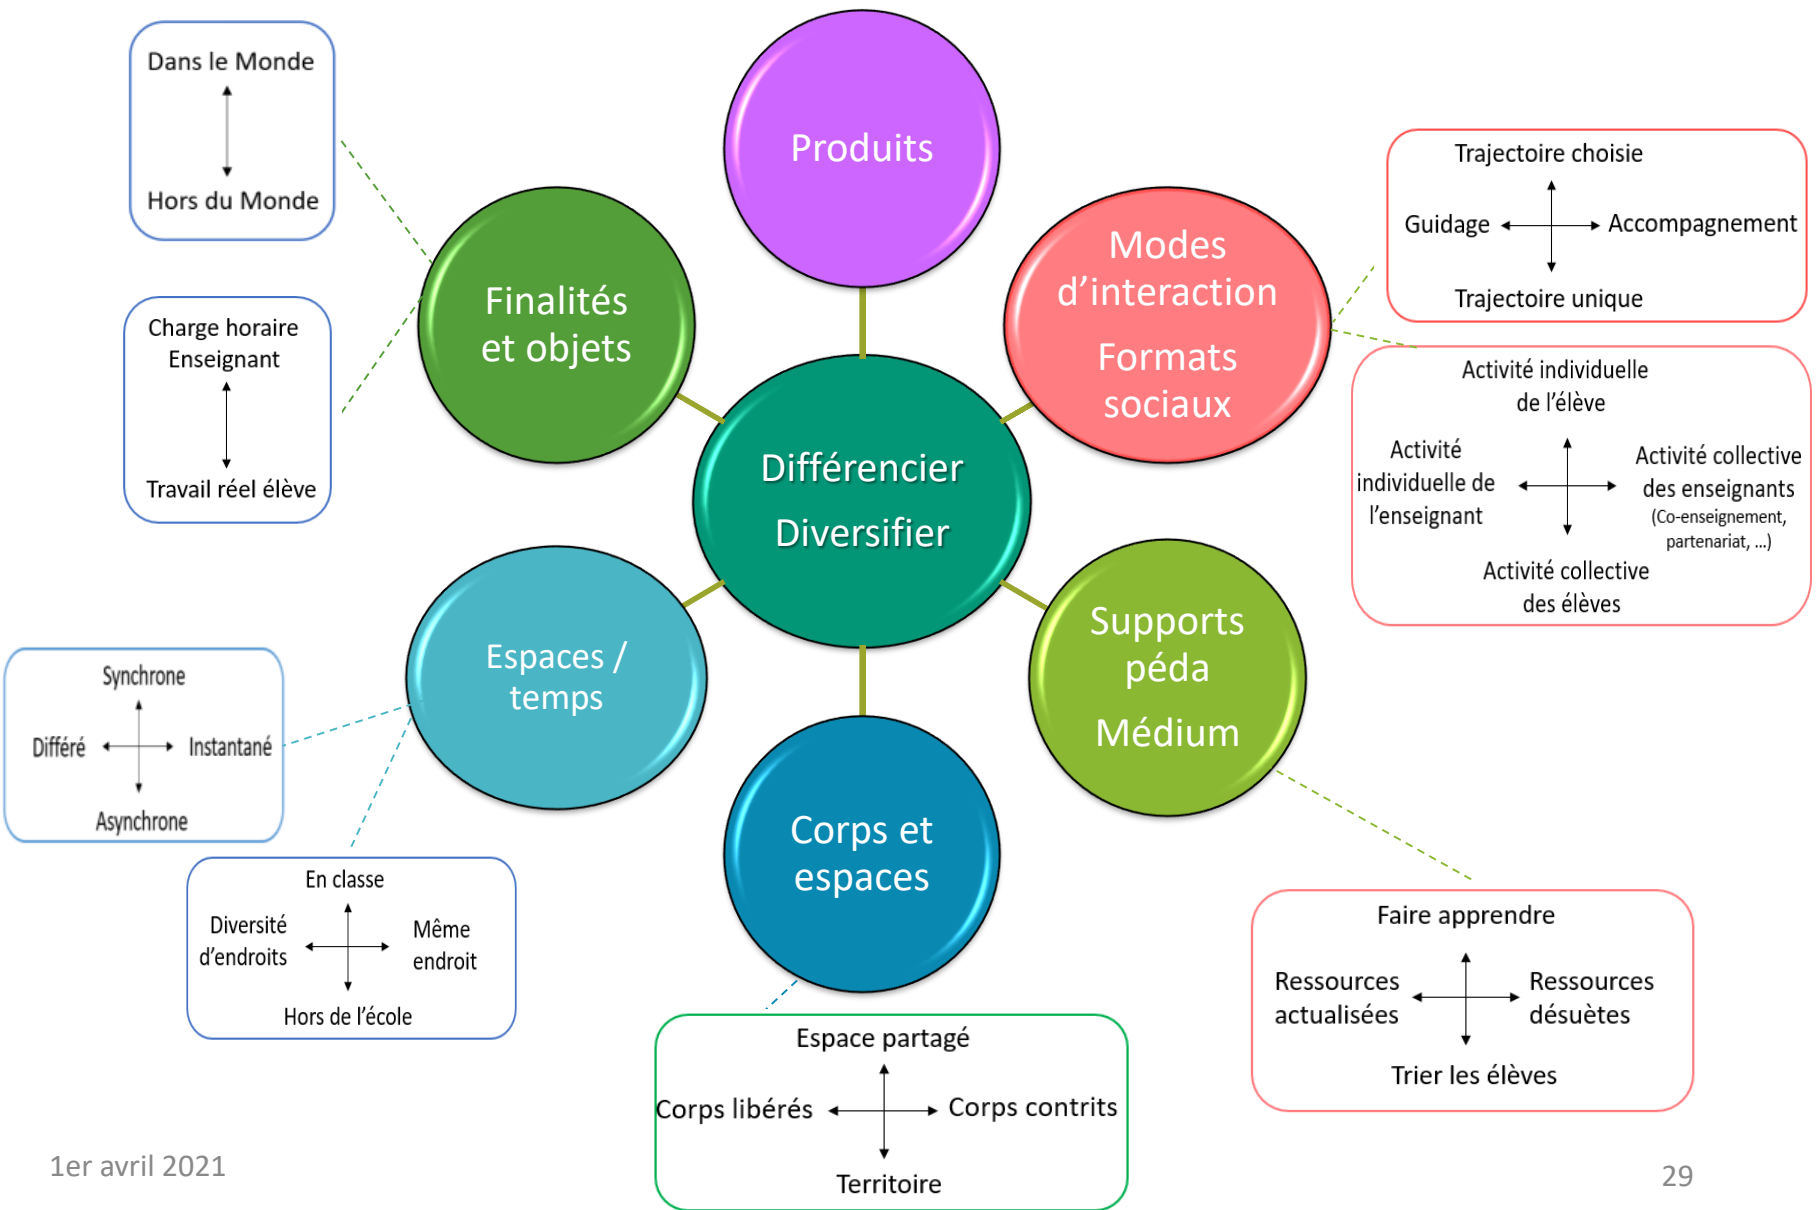 Dans le Monde
Hors du Monde
Charge horaire
Enseignant
Travail réel élève
Produits
Finalités
et objets
Modes
d’interaction
Formats
sociaux
Trajectoire choisie
Guidage
Accompagnement
Trajectoire unique
Activité individuelle
de l’élève
Activité
individuelle de
l’enseignant
Activité collective
des enseignants
(Co-enseignement,
partenariat, …)
Activité collective
des élèves
Différencier
Diversifier
Espaces /
temps
Supports
péda
Médium
Synchrone
Différé
Instantané
Asynchrone
Corps et
espaces
En classe
Diversité
d’endroits
Même
endroit
Hors de l’école
Faire apprendre
Ressources
actualisées
Ressources
désuètes
Trier les élèves
Espace partagé
Corps libérés
Corps contrits
Territoire
1er avril 2021
29